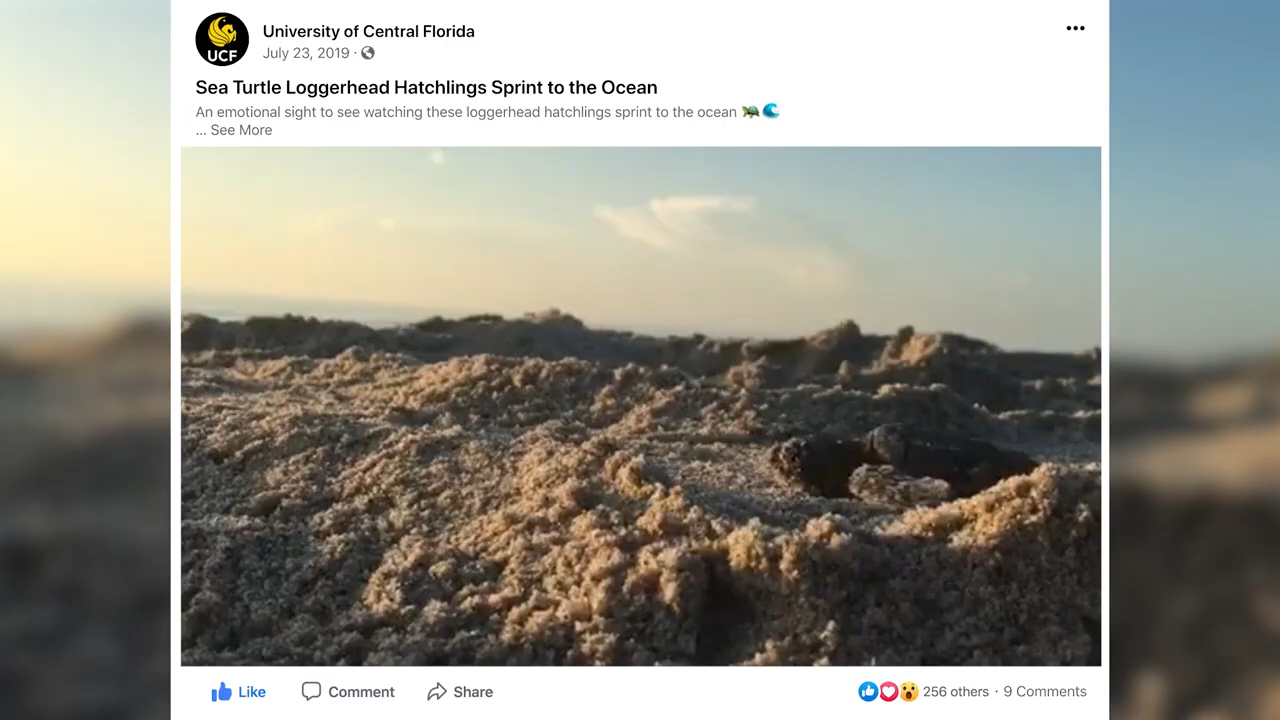 University of Central Florida
July 23, 2019 ·
UCF
Sea Turtle Loggerhead Hatchlings Sprint to the Ocean
An emotional sight to see watching these loggerhead hatchlings sprint to the ocean 🐢🌊
... See More
Like Comment Share 256 others · 9 Comments